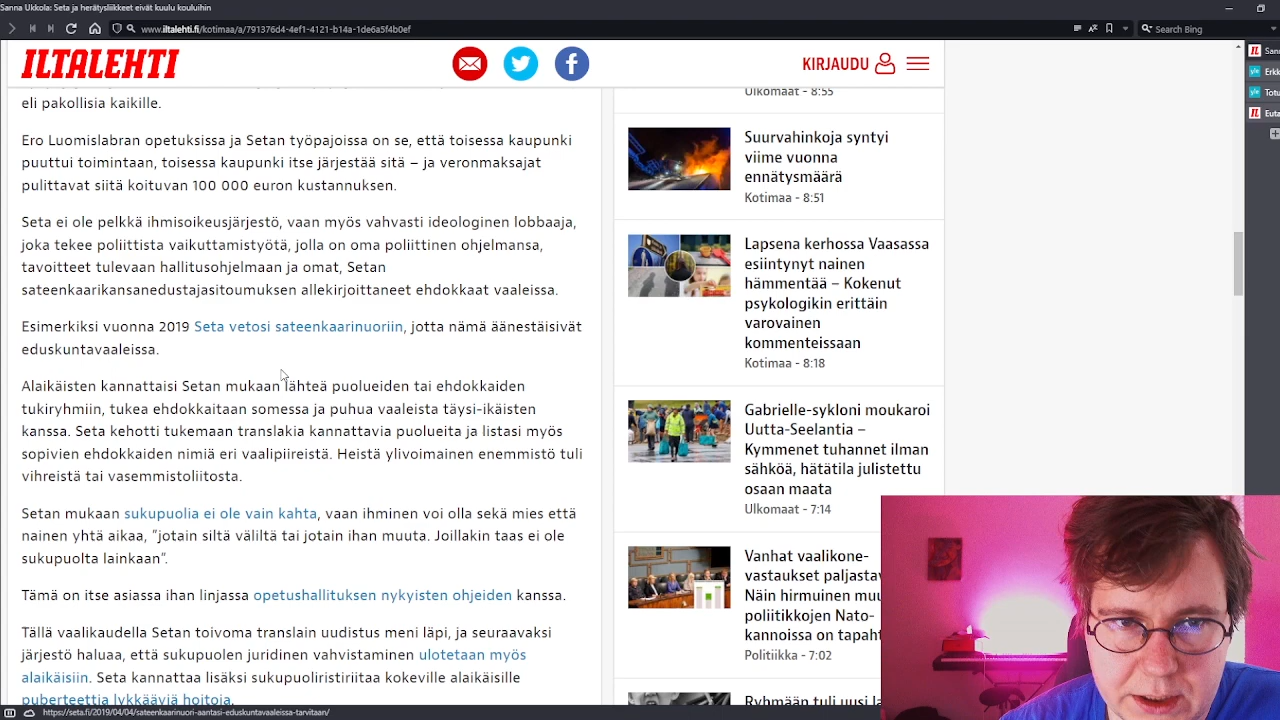 Sanna Ukkola: Seta ja herätysliikkeet eivät kuulu kouluihin
www.iltalehti.fi/kotimaa/a/791376d4-4ef1-4121-b14a-1de6a5f4b0ef
Search Bing
ILTALEHTI
KIRJAUDU
eli pakollisia kaikille.
Ero Luomislabran opetuksissa ja Setan työpajoissa on se, että toisessa kaupunki
puuttui toimintaan, toisessa kaupunki itse järjestää sitä – ja veronmaksajat
pulittavat siitä koituvan 100 000 euron kustannuksen.
Seta ei ole pelkkä ihmisoikeusjärjestö, vaan myös vahvasti ideologinen lobbaaja,
joka tekee poliittista vaikuttamistyötä, jolla on oma poliittinen ohjelmansa,
tavoitteet tulevaan hallitusohjelmaan ja omat, Setan
sateenkaarikansanedustajasitoumuksen allekirjoittaneet ehdokkaat vaaleissa.
Esimerkiksi vuonna 2019 Seta vetosi sateenkaarinuoriin, jotta nämä äänestäisivät
eduskuntavaaleissa.
Alaikäisten kannattaisi Setan mukaan lähteä puolueiden tai ehdokkaiden
tukiryhmiin, tukea ehdokkaitaan somessa ja puhua vaaleista täysi-ikäisten
kanssa. Seta kehotti tukemaan translakia kannattavia puolueita ja listasi myös
sopivien ehdokkaiden nimiä eri vaalipiireistä. Heistä ylivoimainen enemmistö tuli
vihreistä tai vasemmistoliitosta.
Setan mukaan sukupuolia ei ole vain kahta, vaan ihminen voi olla sekä mies että
nainen yhtä aikaa, ”jotain siltä väliltä tai jotain ihan muuta. Joillakin taas ei ole
sukupuolta lainkaan”.
Tämä on itse asiassa ihan linjassa opetushallituksen nykyisten ohjeiden kanssa.
Tällä vaalikaudella Setan toivoma translain uudistus meni läpi, ja seuraavaksi
järjestö haluaa, että sukupuolen juridinen vahvistaminen ulotetaan myös
alaikäisiin. Seta kannattaa lisäksi sukupuoliristiriitaa kokeville alaikäisille
puberteettia lykkääviä hoitoja.
Ulkomaat - 8:55
Suurvahinkoja syntyi
viime vuonna
ennätysmäärä
Kotimaa - 8:51
Lapsena kerhossa Vaasassa
esiintynyt nainen
hämmentää – Kokenut
psykologikin erittäin
varovainen
kommenteissaan
Kotimaa - 8:18
Gabrielle-sykloni moukaroi
Uutta-Seelantia –
Kymmenet tuhannet ilman
sähköä, hätätila julistettu
osaan maata
Ulkomaat - 7:14
Vanhat vaalikone-
vastaukset paljastav
Näin hirmuinen muu
poliitikkojen Nato-
kannoissa on tapaht
Politiikka - 7:02
Ryhmään tuli uusi la
San
Erkk
Totu
Euta
https://seta.fi/2019/04/04/sateenkaarinuori-aantasi-eduskuntavaaleissa-tarvitaan/